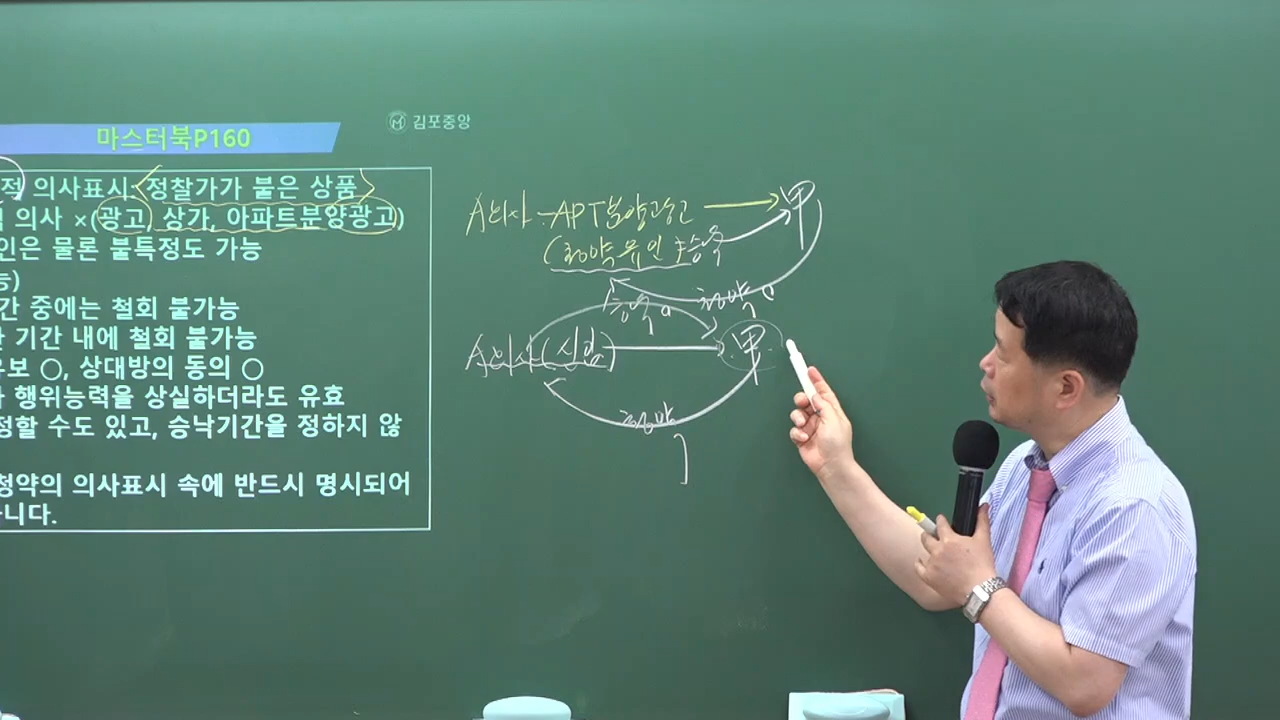 마스터북P160
김포중앙
적 의사표시<정찰가가 붙은 상품>
의사 ×(광고, 상가, 아파트분양광고)
인은 물론 불특정도 가능
능)
간 중에는 철회 불가능
기간 내에 철회 불가능
유보 ○, 상대방의 동의 ○
행위능력을 상실하더라도 유효
정할 수도 있고, 승낙기간을 정하지 않
청약의 의사표시 속에 반드시 명시되어
니다.
A회사 - APT분양광고 → 甲
(청약유인
승낙
청약
승낙
A회사 甲
청약